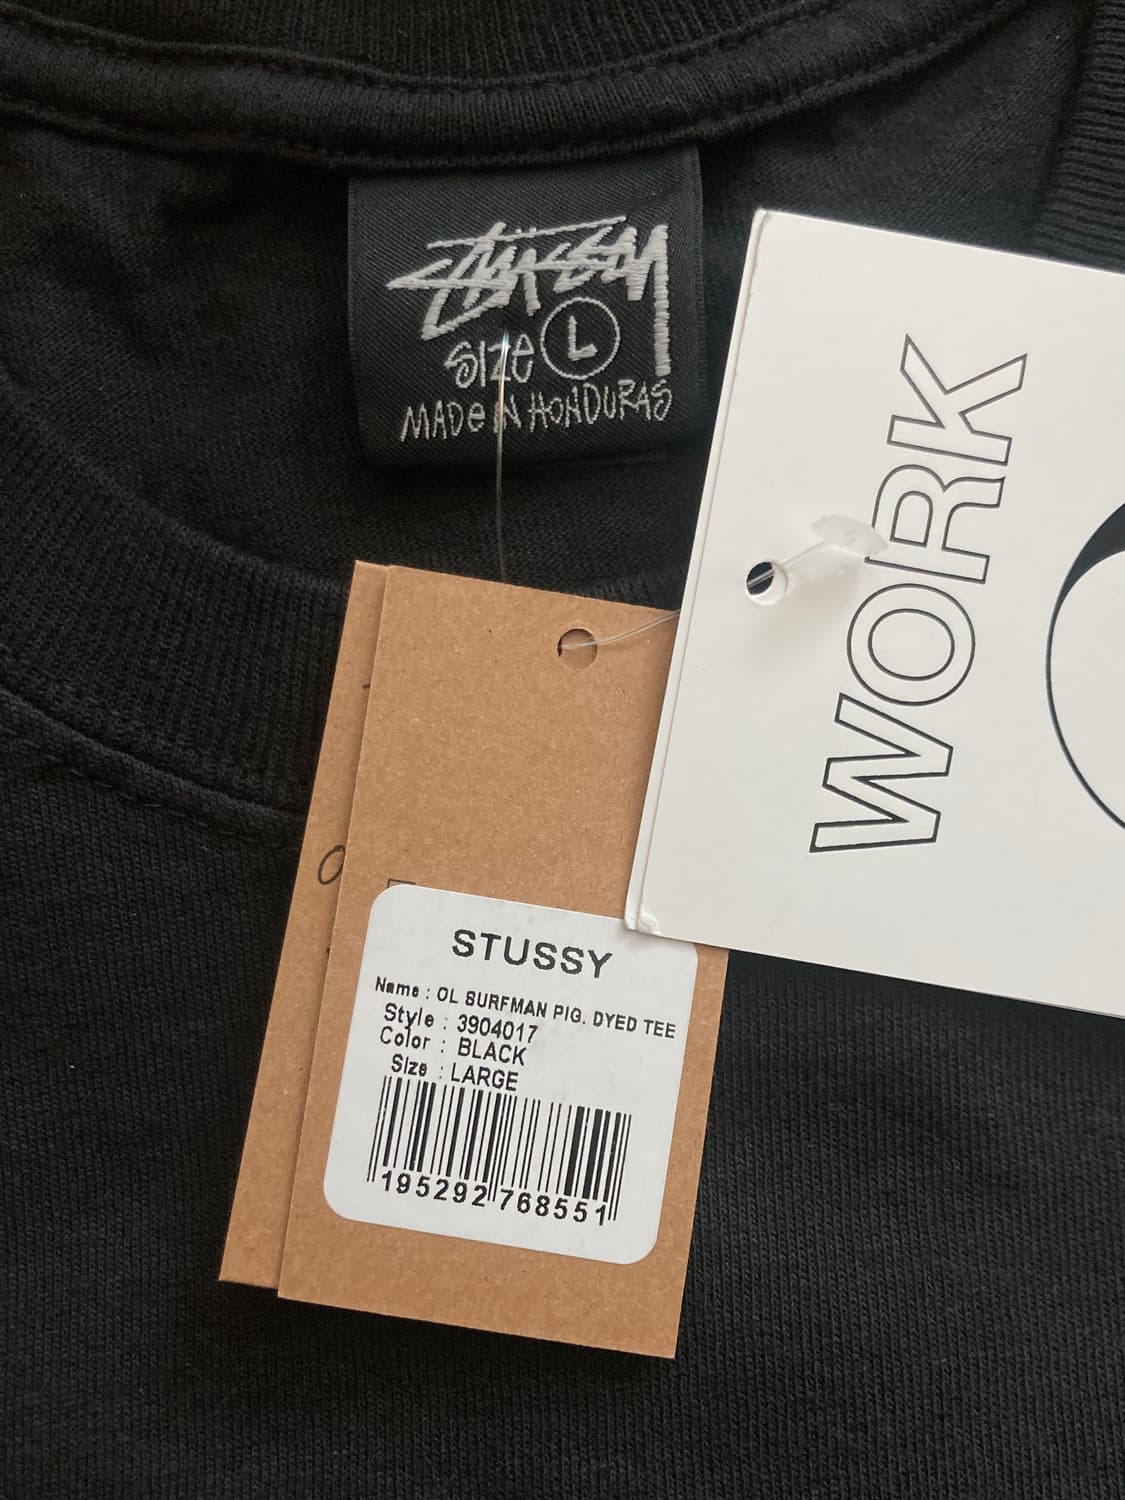 STÜSSY
SIZE L
MADE IN HONDURAS
WORK
STUSSY
Name : OL SURFMAN PIG. DYED TEE
Style : 3904017
Color : BLACK
Size : LARGE
195292 768551